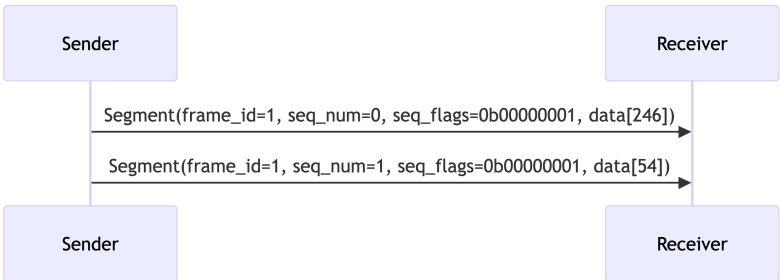 Sender
Receiver
Segment(frame_id=1, seq_num=0, seq_flags=0b00000001, data[246])
Segment(frame_id=1, seq_num=1, seq_flags=0b00000001, data[54])
Sender
Receiver